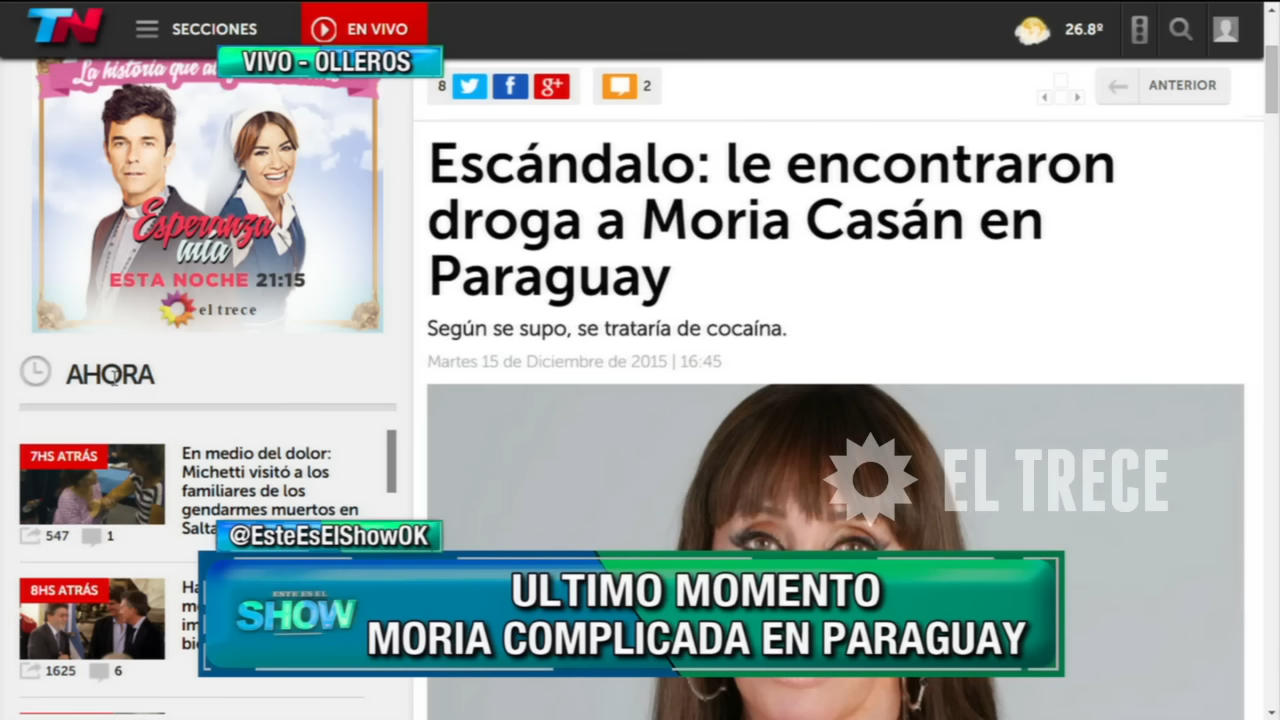 TN
SECCIONES
EN VIVO
26.8º
VIVO - OLLEROS
La historia que
8
f
g+
2
ANTERIOR
Esperanza
mía
ESTA NOCHE 21:15
el trece
Escándalo: le encontraron
droga a Moria Casán en
Paraguay
Según se supo, se trataría de cocaína.
Martes 15 de Diciembre de 2015 | 16:45
AHORA
7HS ATRÁS
En medio del dolor:
Michetti visitó a los
familiares de los
gendarmes muertos en
Salta
547
1
8HS ATRÁS
1625
6
EL TRECE
@EsteEsElShowOK
ESTE ES EL
SHOW
ULTIMO MOMENTO
MORIA COMPLICADA EN PARAGUAY